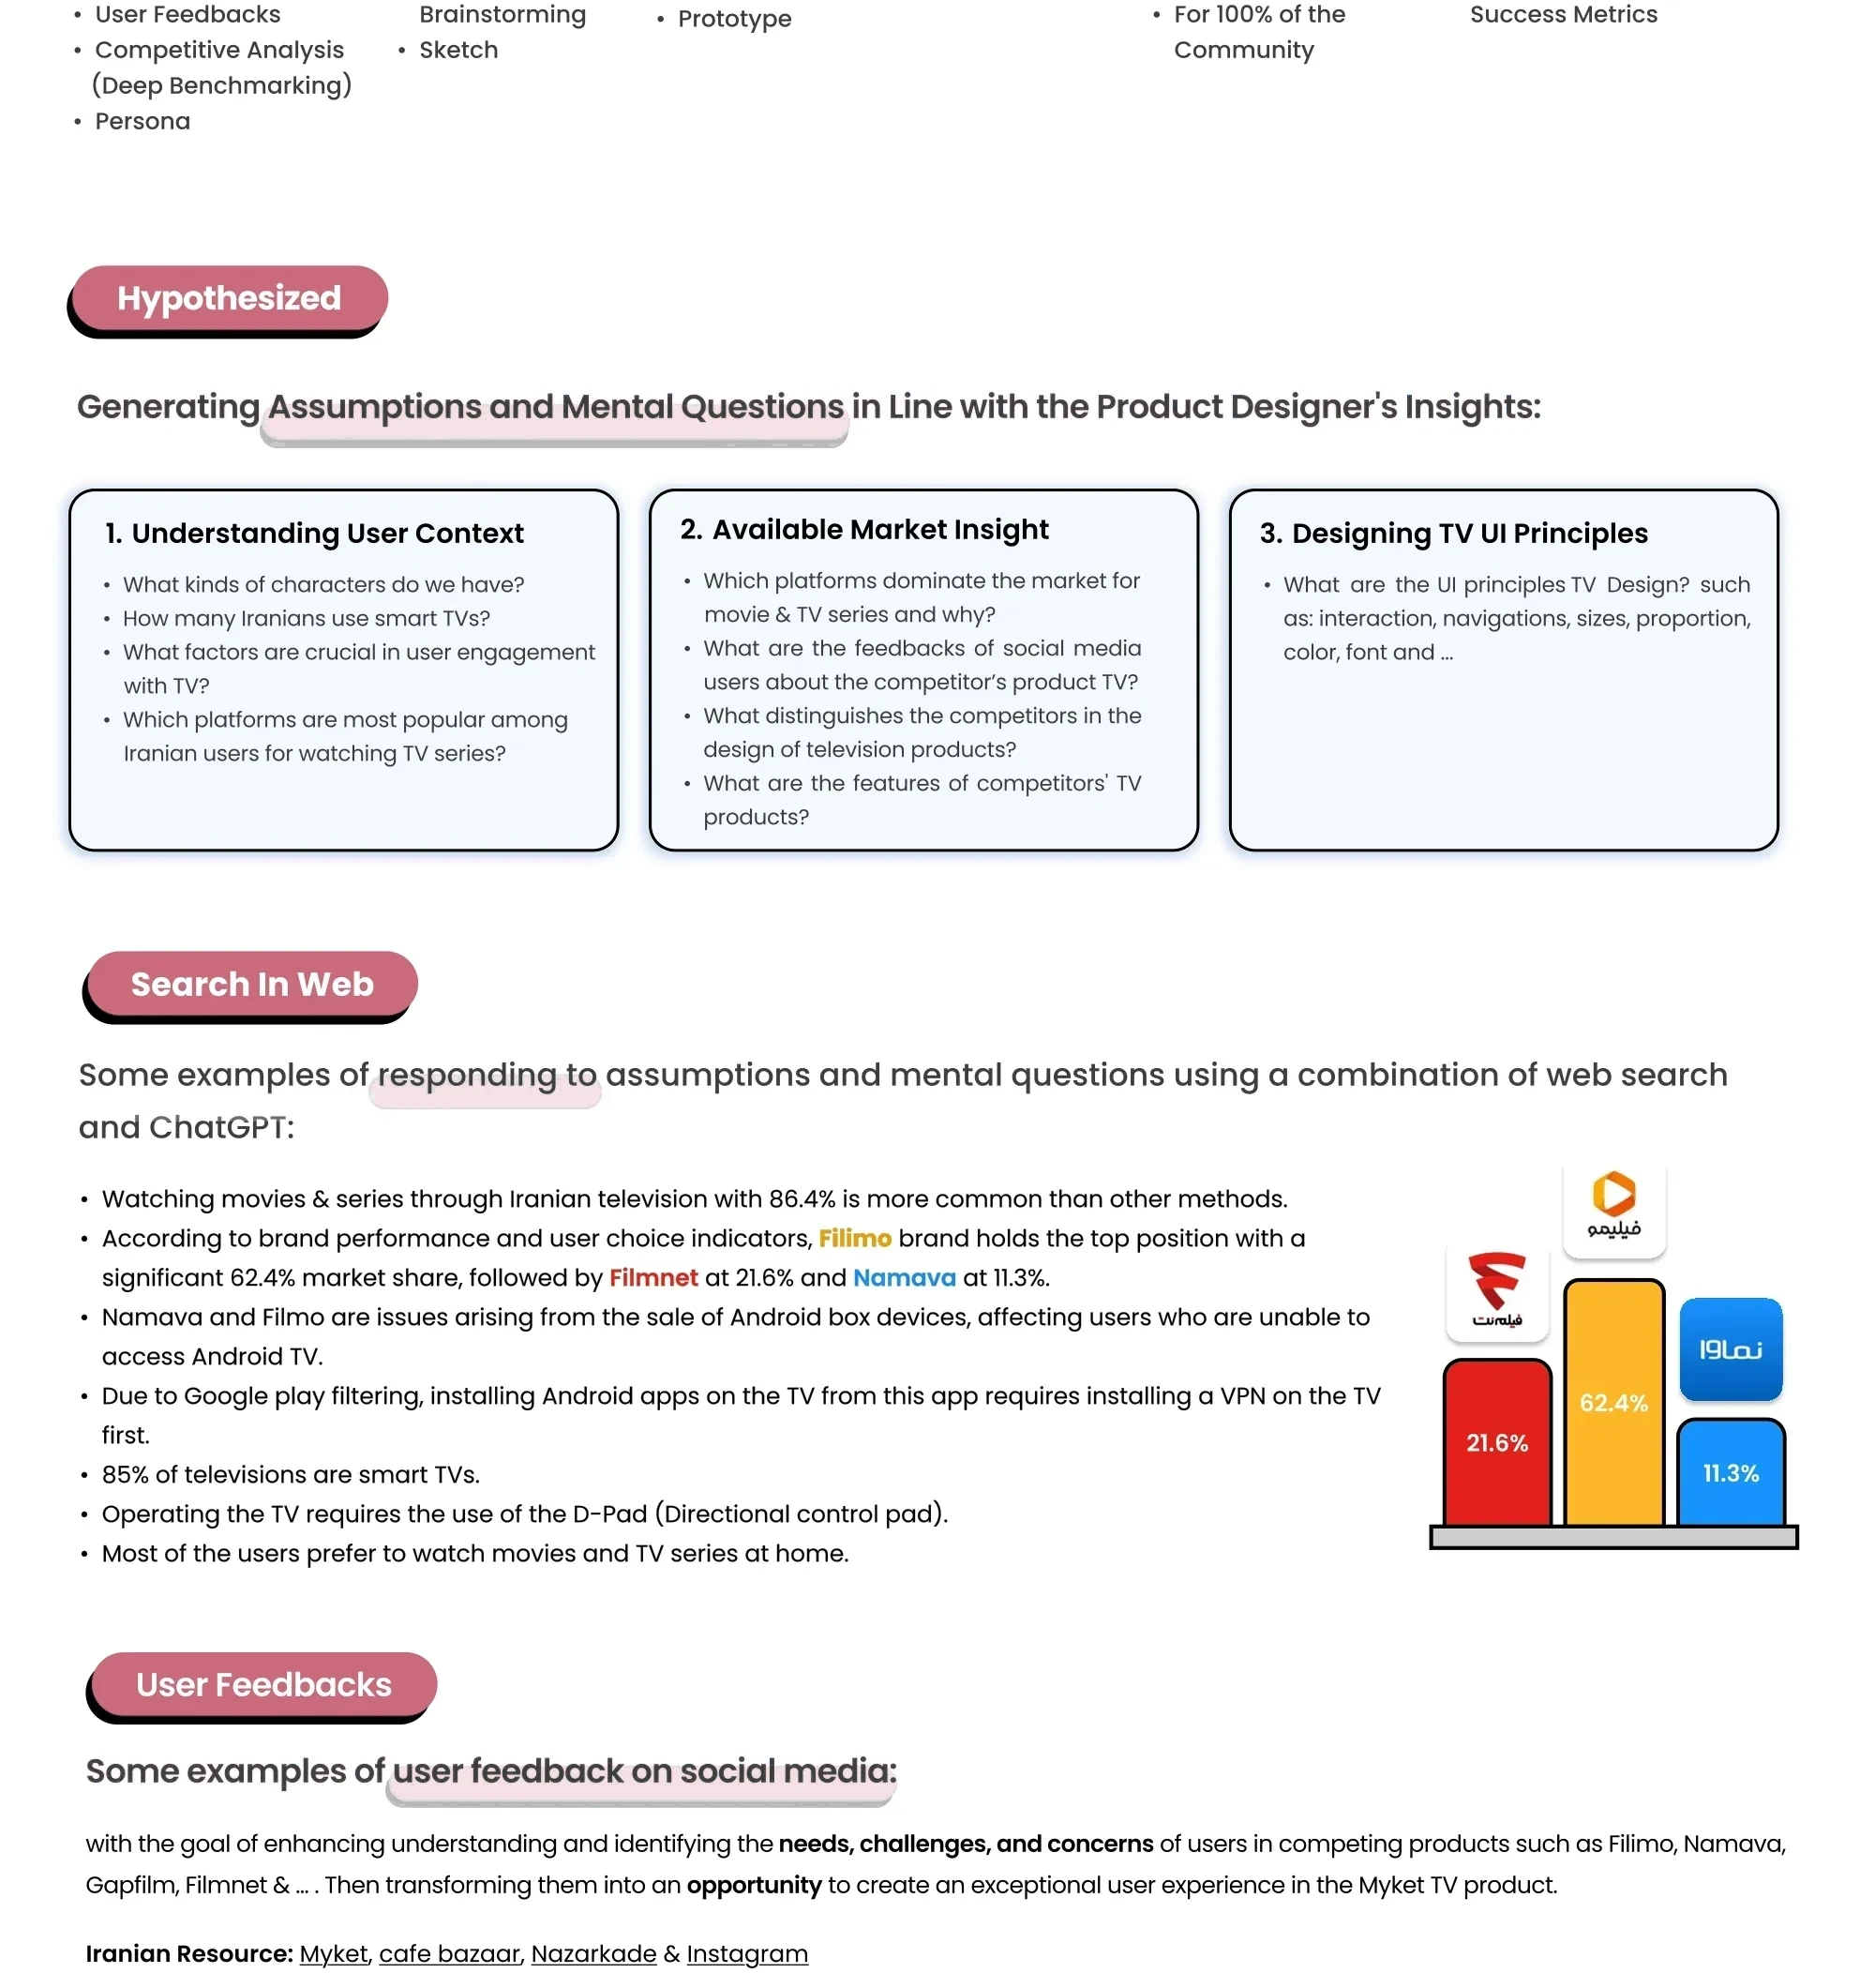 • User Feedbacks
• Competitive Analysis
(Deep Benchmarking)
• Persona
Brainstorming
• Sketch
• Prototype
• For 100% of the
Community
Success Metrics
Hypothesized
Generating Assumptions and Mental Questions in Line with the Product Designer's Insights:
1. Understanding User Context
• What kinds of characters do we have?
• How many Iranians use smart TVs?
• What factors are crucial in user engagement
with TV?
• Which platforms are most popular among
Iranian users for watching TV series?
2. Available Market Insight
• Which platforms dominate the market for
movie & TV series and why?
• What are the feedbacks of social media
users about the competitor’s product TV?
• What distinguishes the competitors in the
design of television products?
• What are the features of competitors' TV
products?
3. Designing TV UI Principles
• What are the UI principles TV Design? such
as: interaction, navigations, sizes, proportion,
color, font and ...
Search In Web
Some examples of responding to assumptions and mental questions using a combination of web search
and ChatGPT:
• Watching movies & series through Iranian television with 86.4% is more common than other methods.
• According to brand performance and user choice indicators, Filimo brand holds the top position with a
significant 62.4% market share, followed by Filmnet at 21.6% and Namava at 11.3%.
• Namava and Filmo are issues arising from the sale of Android box devices, affecting users who are unable to
access Android TV.
• Due to Google play filtering, installing Android apps on the TV from this app requires installing a VPN on the TV
first.
• 85% of televisions are smart TVs.
• Operating the TV requires the use of the D-Pad (Directional control pad).
• Most of the users prefer to watch movies and TV series at home.
فیلیمو
فیلم‌نت
نماوا
62.4%
21.6%
11.3%
User Feedbacks
Some examples of user feedback on social media:
with the goal of enhancing understanding and identifying the needs, challenges, and concerns of users in competing products such as Filimo, Namava,
Gapfilm, Filmnet & ... . Then transforming them into an opportunity to create an exceptional user experience in the Myket TV product.
Iranian Resource: Myket, cafe bazaar, Nazarkade & Instagram